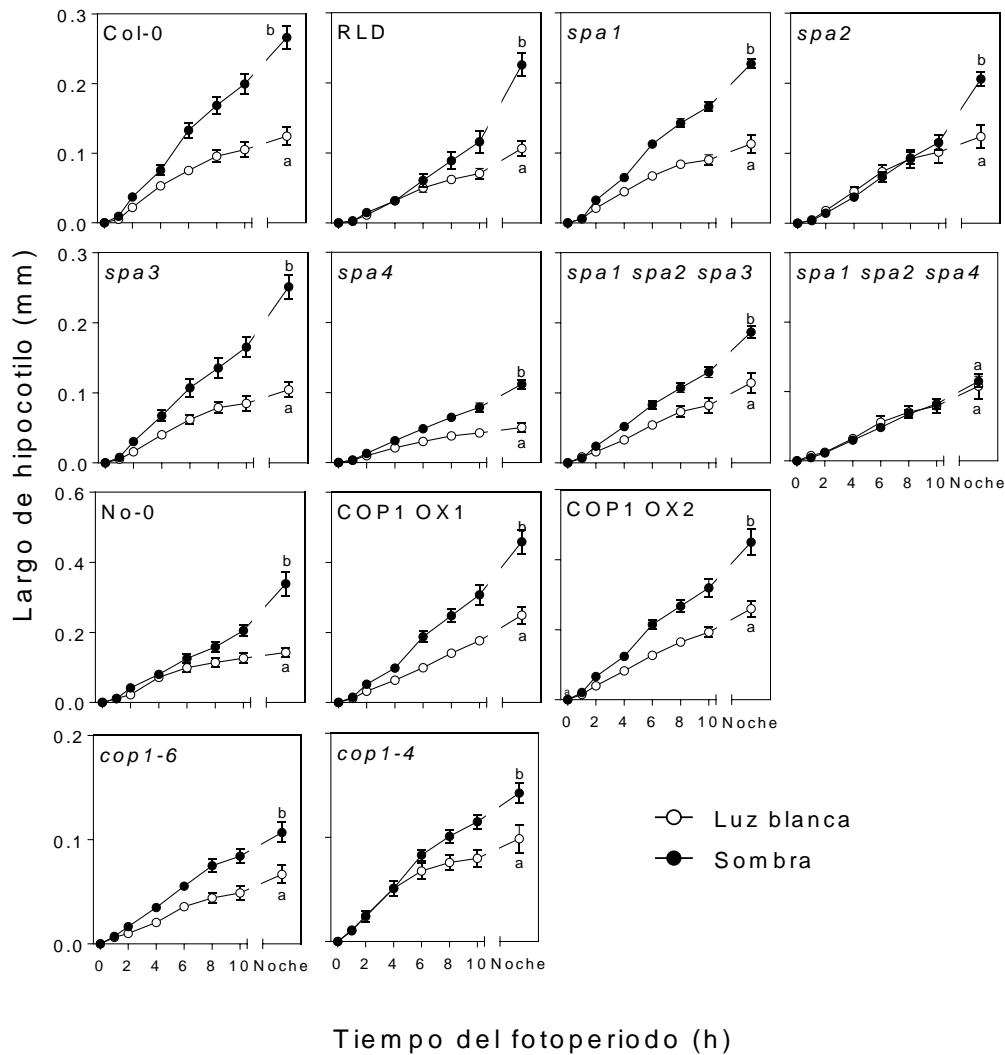 Col-0
RLD
spa1
spa2
0.3
0.2
0.1
0.0
b
a
b
a
b
a
b
a
spa3
spa4
spa1 spa2 spa3
spa1 spa2 spa4
0.3
0.2
0.1
0.0
b
a
b
a
b
a
a
a
0 2 4 6 8 10 Noche
No-0
COP1 OX1
COP1 OX2
0.6
0.4
0.2
0.0
b
a
b
a
b
a
a
0 2 4 6 8 10 Noche
cop1-6
cop1-4
0.2
0.1
0.0
b
a
b
a
0 2 4 6 8 10 Noche
0 2 4 6 8 10 Noche
Luz blanca
Sombra
Largo de hipocotilo (mm)
Tiempo del fotoperiodo (h)